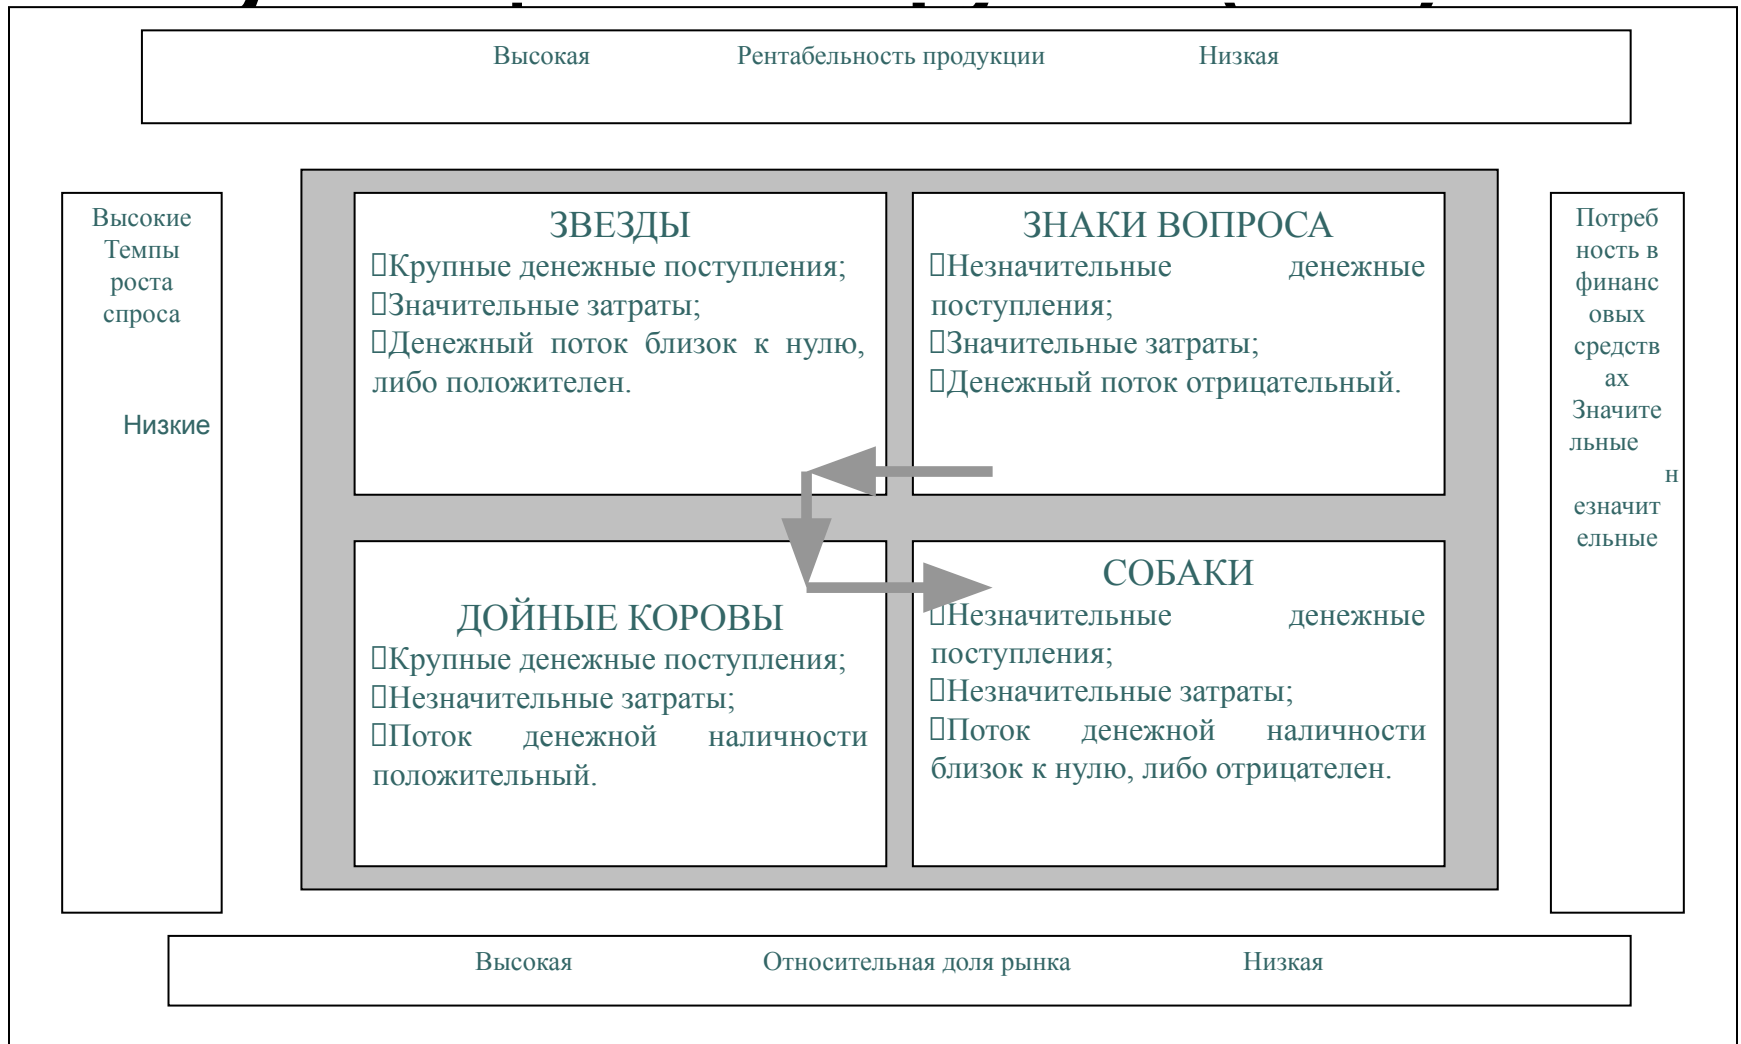 Высокая Рентабельность продукции Низкая
Высокие
Темпы
роста
спроса
Низкие
ЗВЕЗДЫ
Крупные денежные поступления;
Значительные затраты;
Денежный поток близок к нулю,
либо положителен.
ЗНАКИ ВОПРОСА
Незначительные денежные
поступления;
Значительные затраты;
Денежный поток отрицательный.
ДОЙНЫЕ КОРОВЫ
Крупные денежные поступления;
Незначительные затраты;
Поток денежной наличности
положительный.
СОБАКИ
Незначительные денежные
поступления;
Незначительные затраты;
Поток денежной наличности
близок к нулю, либо отрицателен.
Потреб
ность в
финанс
овых
средств
ах
Значите
льные
н
езначит
ельные
Высокая Относительная доля рынка Низкая